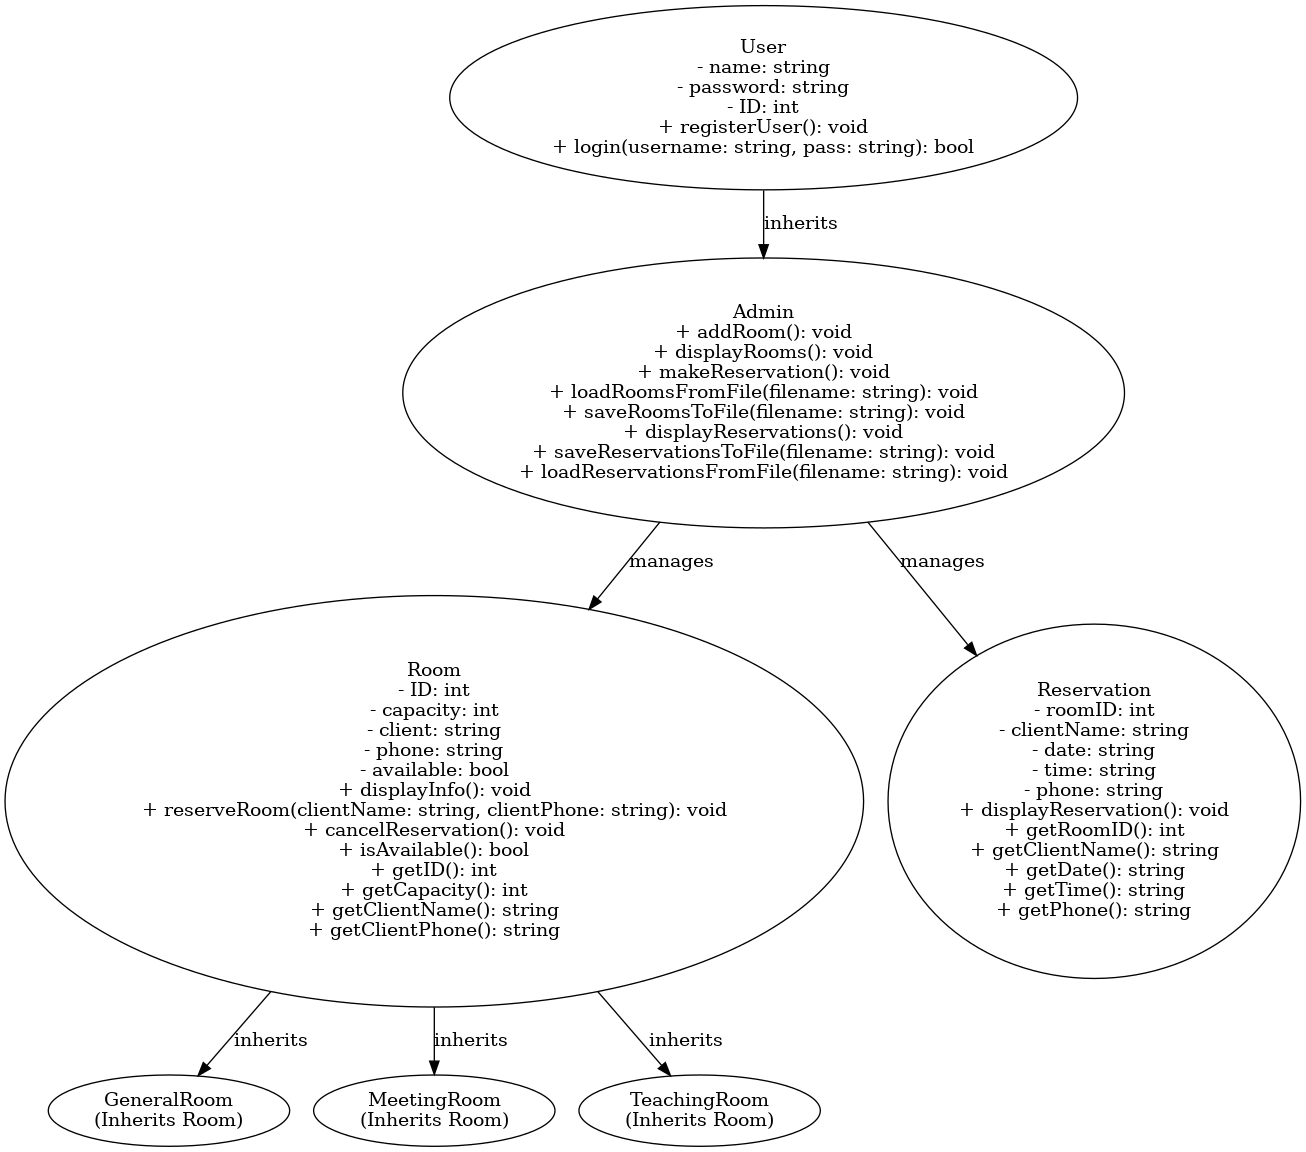 User
- name: string
- password: string
- ID: int
+ registerUser(): void
+ login(username: string, pass: string): bool
inherits
Admin
+ addRoom(): void
+ displayRooms(): void
+ makeReservation(): void
+ loadRoomsFromFile(filename: string): void
+ saveRoomsToFile(filename: string): void
+ displayReservations(): void
+ saveReservationsToFile(filename: string): void
+ loadReservationsFromFile(filename: string): void
manages
manages
Room
- ID: int
- capacity: int
- client: string
- phone: string
- available: bool
+ displayInfo(): void
+ reserveRoom(clientName: string, clientPhone: string): void
+ cancelReservation(): void
+ isAvailable(): bool
+ getID(): int
+ getCapacity(): int
+ getClientName(): string
+ getClientPhone(): string
Reservation
- roomID: int
- clientName: string
- date: string
- time: string
- phone: string
+ displayReservation(): void
+ getRoomID(): int
+ getClientName(): string
+ getDate(): string
+ getTime(): string
+ getPhone(): string
inherits
inherits
inherits
GeneralRoom
(Inherits Room)
MeetingRoom
(Inherits Room)
TeachingRoom
(Inherits Room)